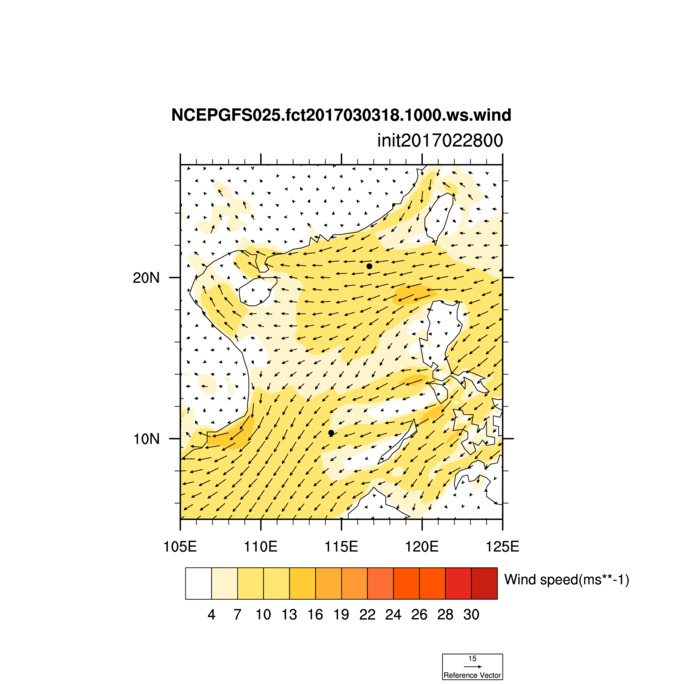 NCEPGFS025.fct2017030318.1000.ws.wind
init2017022800
20N
10N
105E 110E 115E 120E 125E
Wind speed(ms**-1)
4 7 10 13 16 19 22 24 26 28 30
15
Reference Vector